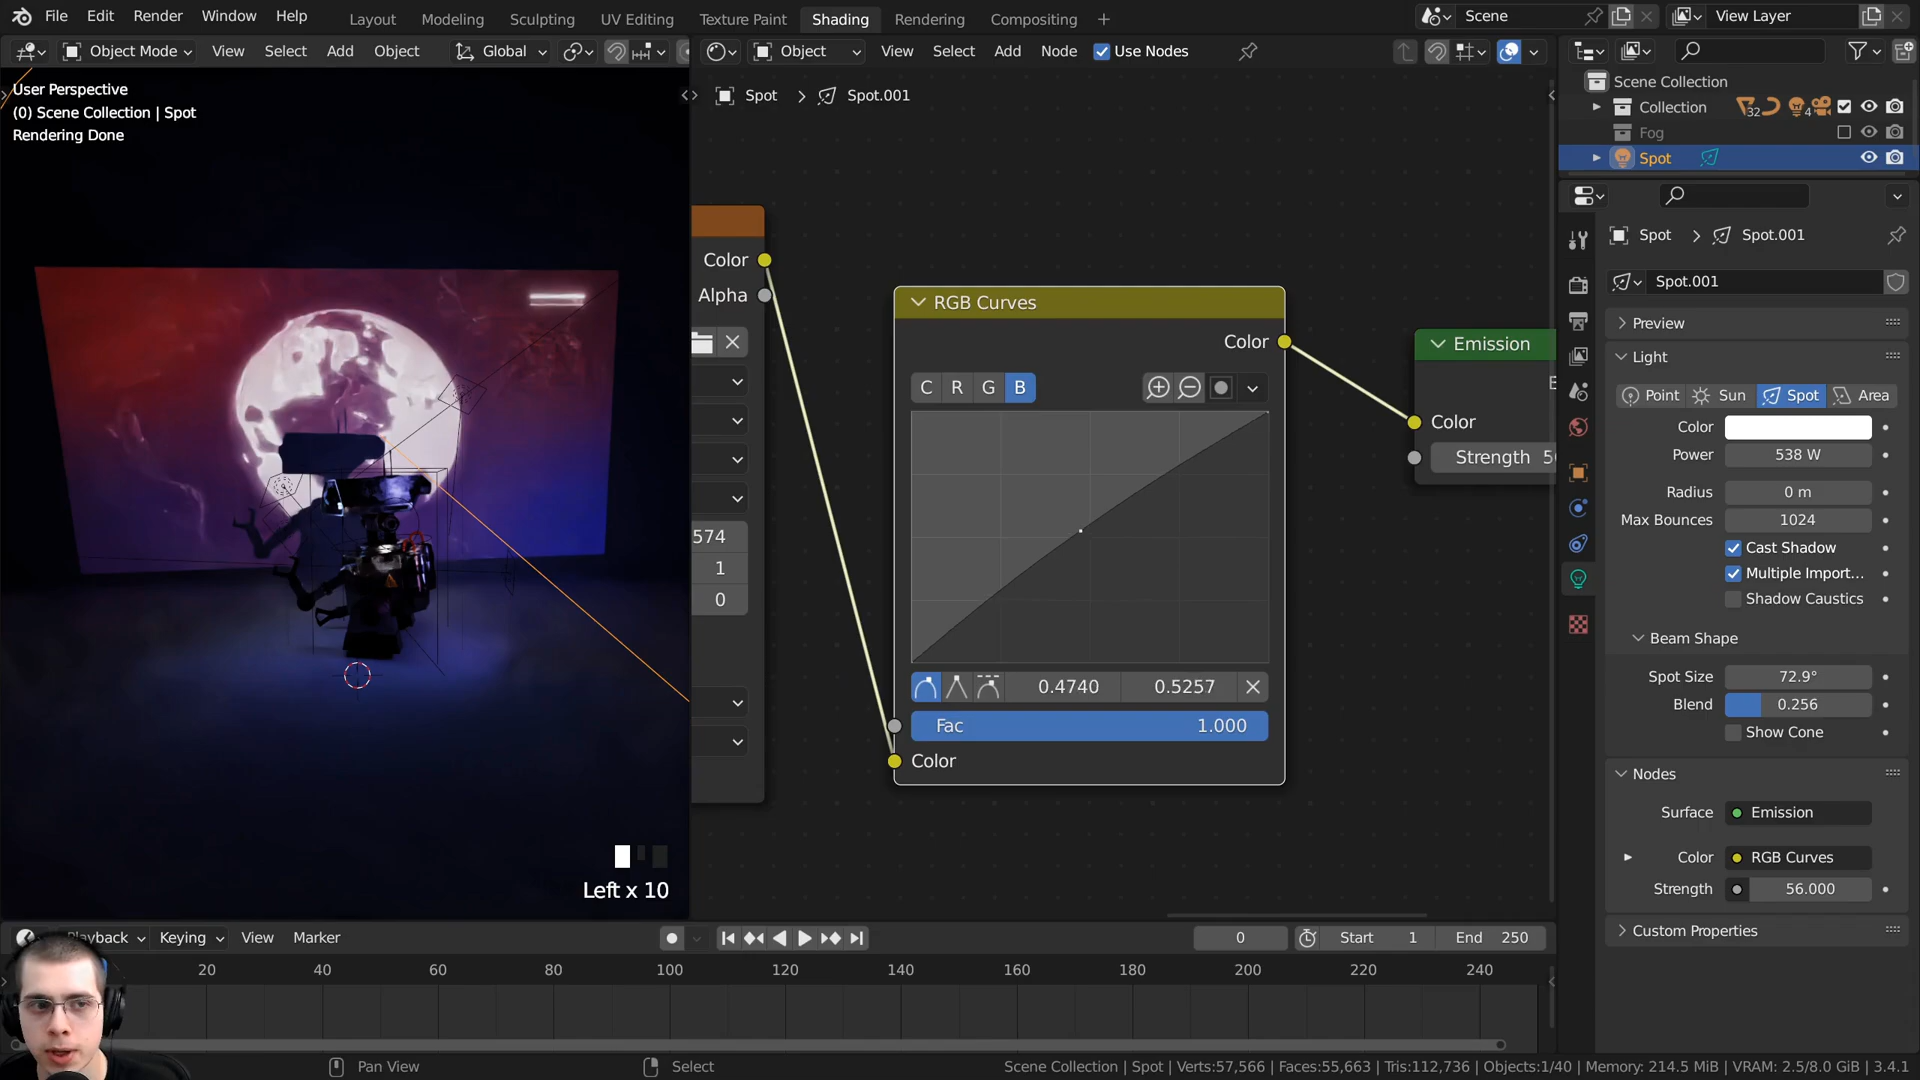 File Edit Render Window Help
Layout Modeling Sculpting UV Editing Texture Paint Shading Rendering Compositing +
Scene View Layer
Object Mode View Select Add Object Global
Object View Select Add Node Use Nodes
User Perspective
(0) Scene Collection | Spot
Rendering Done
Spot > Spot.001
Color
Alpha
574
1
0
RGB Curves
Color
C R G B
0.4740 0.5257
Fac 1.000
Color
Emission
Color
Strength
Left x 10
Scene Collection
Collection 32 4
Fog
Spot
Spot > Spot.001
Spot.001
Preview
Light
Point Sun Spot Area
Color
Power 538 W
Radius 0 m
Max Bounces 1024
Cast Shadow
Multiple Import...
Shadow Caustics
Beam Shape
Spot Size 72.9°
Blend 0.256
Show Cone
Nodes
Surface Emission
Color RGB Curves
Strength 56.000
Custom Properties
Playback Keying View Marker
0 Start 1 End 250
20 40 60 80 100 120 140 160 180 200 220 240
Pan View Select
Scene Collection | Spot | Verts:57,566 | Faces:55,663 | Tris:112,736 | Objects:1/40 | Memory: 214.5 MiB | VRAM: 2.5/8.0 GiB | 3.4.1